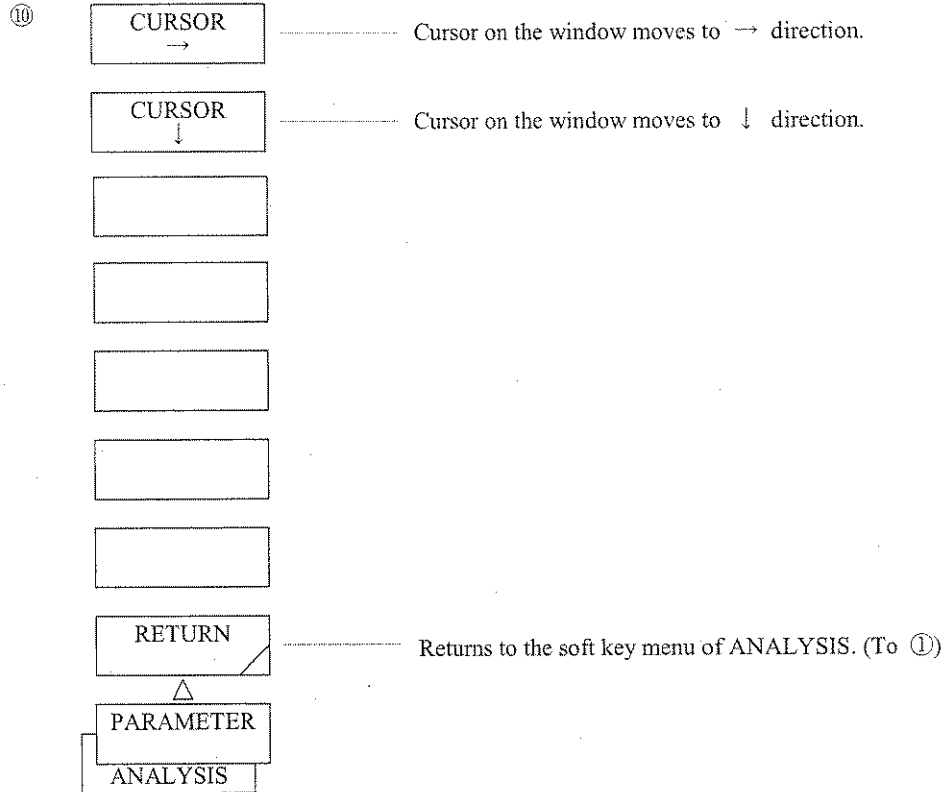 ⑩
CURSOR
→
Cursor on the window moves to → direction.
CURSOR
↓
Cursor on the window moves to ↓ direction.
RETURN
Returns to the soft key menu of ANALYSIS. (To ①)
△
PARAMETER
ANALYSIS